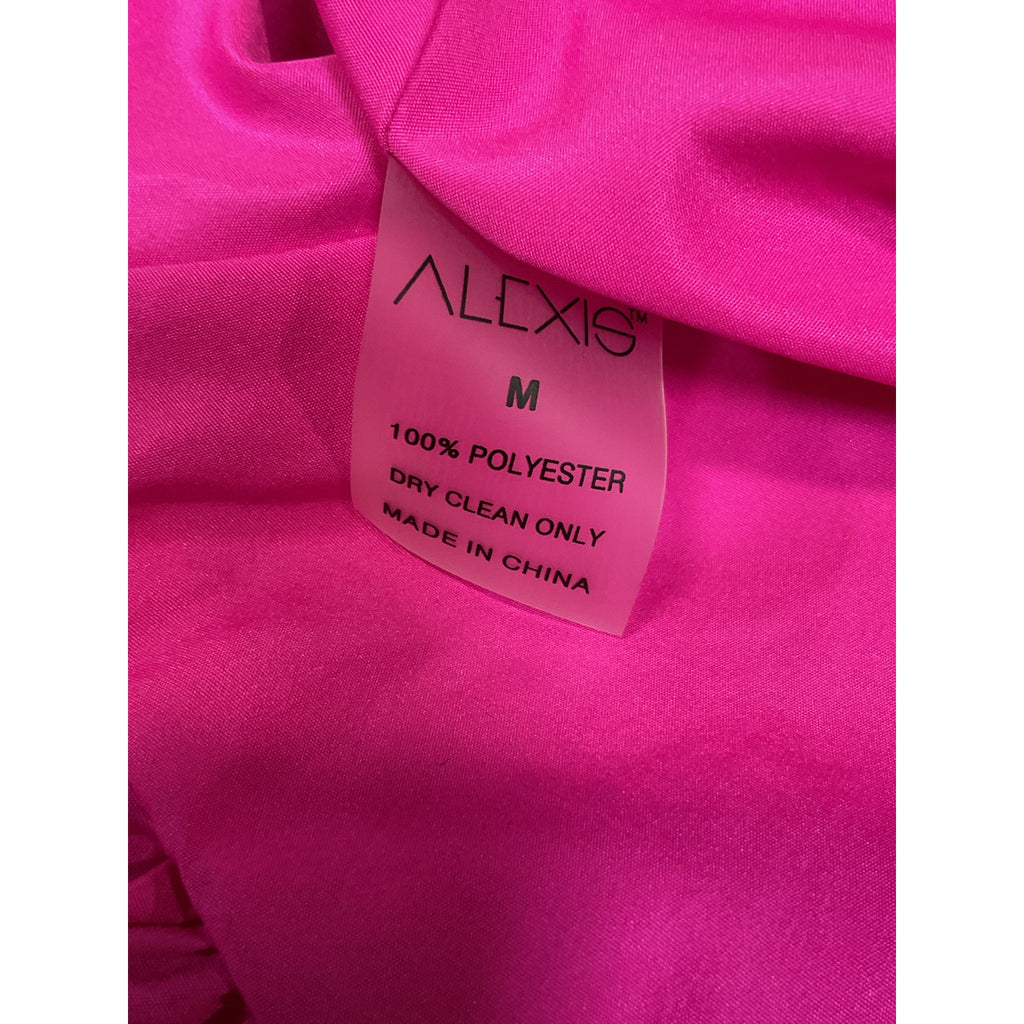 ALEXIS™
M
100% POLYESTER
DRY CLEAN ONLY
MADE IN CHINA